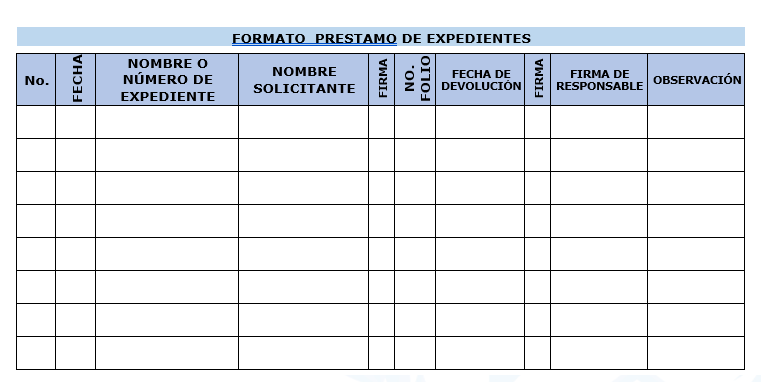 FORMATO PRESTAMO DE EXPEDIENTES
No.
FECHA
NOMBRE O
NÚMERO DE
EXPEDIENTE
NOMBRE
SOLICITANTE
FIRMA
NO.
FOLIO
FECHA DE
DEVOLUCIÓN
FIRMA
FIRMA DE
RESPONSABLE
OBSERVACIÓN